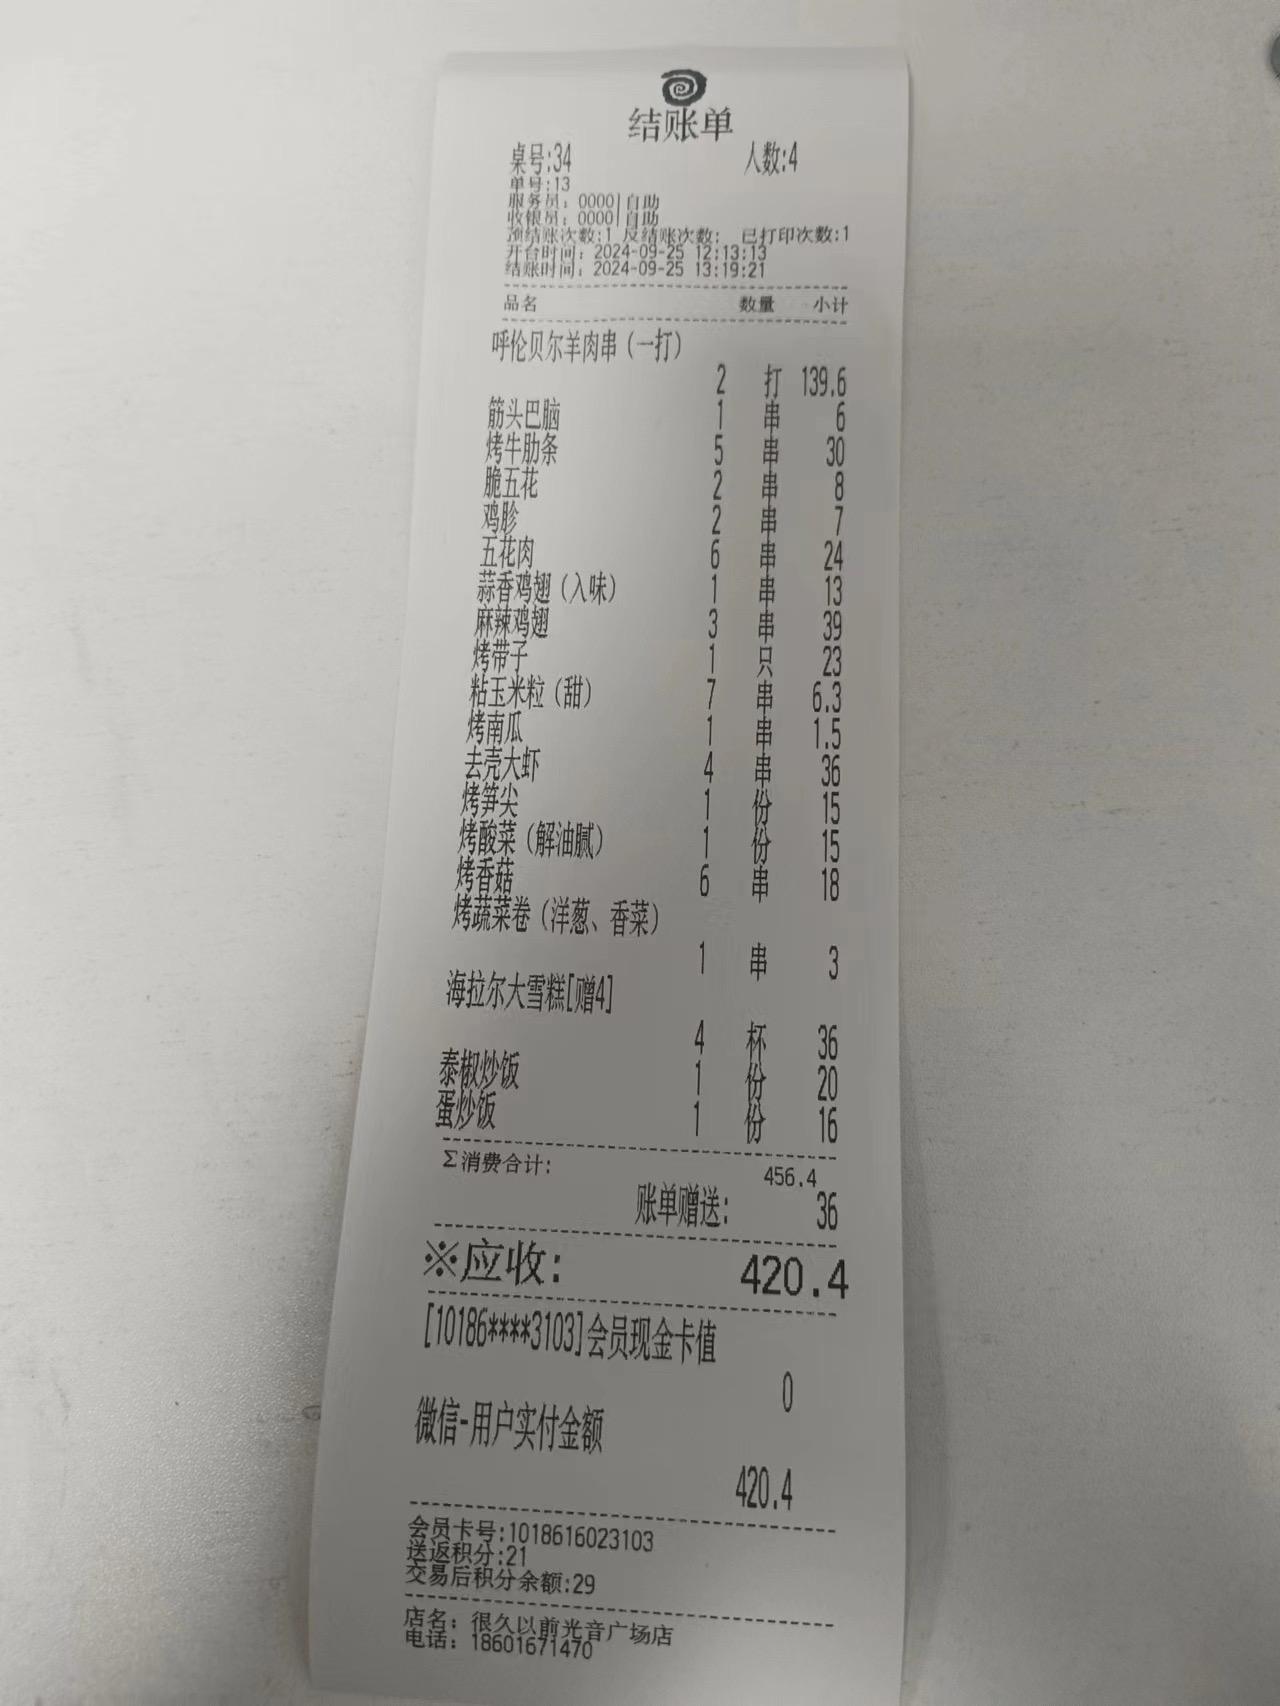 结账单
桌号:34 人数:4
单号:13
服务员: 0000|自助
收银员: 0000|自助
预结账次数:1 反结账次数: 已打印次数:1
开台时间: 2024-09-25 12:13:13
结账时间: 2024-09-25 13:19:21
品名 数量 小计
呼伦贝尔羊肉串(一打)
2 打 139.6
筋头巴脑 1 串 6
烤牛肋条 5 串 30
脆五花 2 串 8
鸡胗 2 串 7
五花肉 6 串 24
蒜香鸡翅(入味) 1 串 13
麻辣鸡翅 3 串 39
烤带子 1 只 23
粘玉米粒(甜) 7 串 6.3
烤南瓜 1 串 1.5
去壳大虾 4 串 36
烤笋尖 1 份 15
烤酸菜(解油腻) 1 份 15
烤香菇 6 串 18
烤蔬菜卷(洋葱、香菜)
1 串 3
海拉尔大雪糕[赠4]
4 杯 36
泰椒炒饭 1 份 20
蛋炒饭 1 份 16
Σ消费合计: 456.4
账单赠送: 36
※应收: 420.4
[10186****3103]会员现金卡值
0
微信-用户实付金额
420.4
会员卡号:1018616023103
送返积分:21
交易后积分余额:29
店名: 很久以前光音广场店
电话: 18601671470